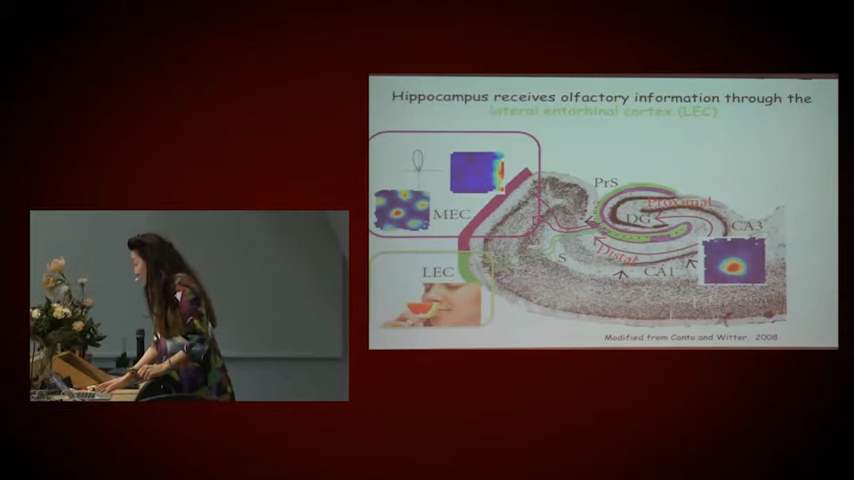 Hippocampus receives olfactory information through the
lateral entorhinal cortex (LEC)
PrS
Proximal
MEC
DG
CA3
Distal
S
LEC
CA1
Modified from Canto and Witter, 2008